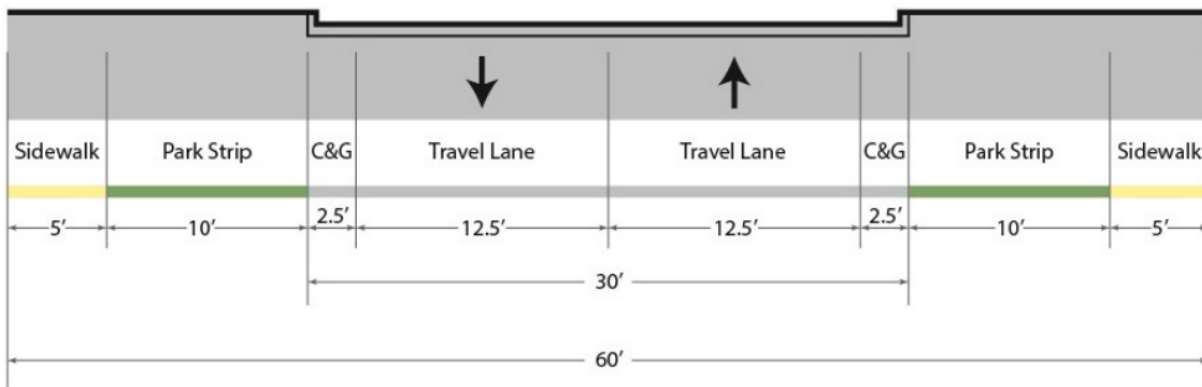 Sidewalk Park Strip C&G Travel Lane Travel Lane C&G Park Strip Sidewalk
5′ 10′ 2.5′ 12.5′ 12.5′ 2.5′ 10′ 5′
30′
60′